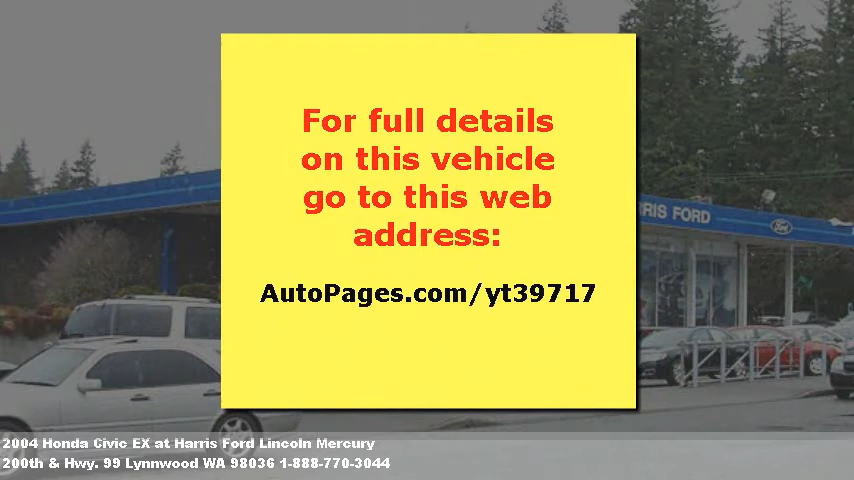 For full details
on this vehicle
go to this web
address:
AutoPages.com/yt39717
RRIS FORD
Ford
2004 Honda Civic EX at Harris Ford Lincoln Mercury
200th & Hwy. 99 Lynnwood WA 98036 1-888-770-3044